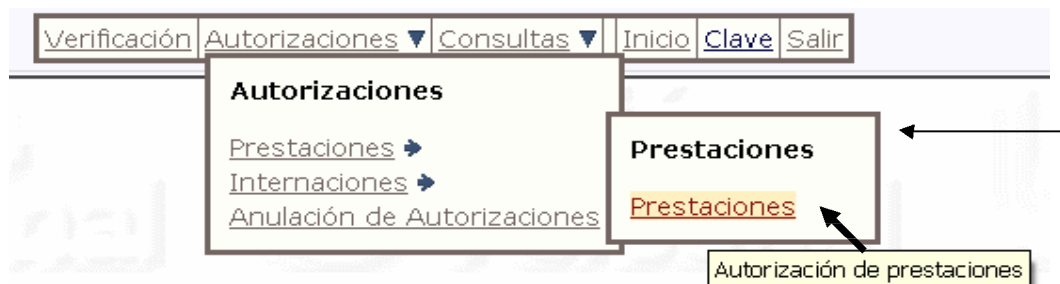 Verificación Autorizaciones ▼ Consultas ▼ Inicio Clave Salir
Autorizaciones
Prestaciones
Internaciones
Anulación de Autorizaciones
Prestaciones
Prestaciones
Autorización de prestaciones